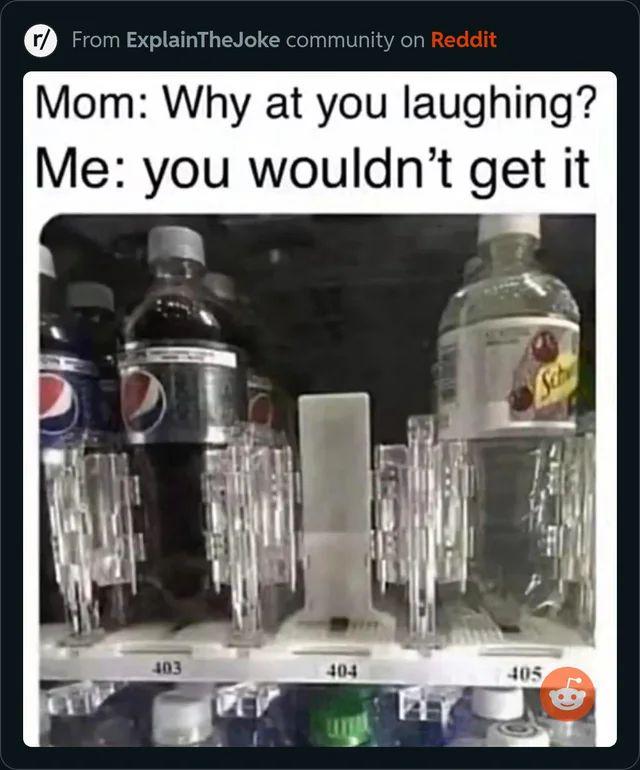 r/ From ExplainTheJoke community on Reddit
Mom: Why at you laughing?
Me: you wouldn't get it
403
404
405